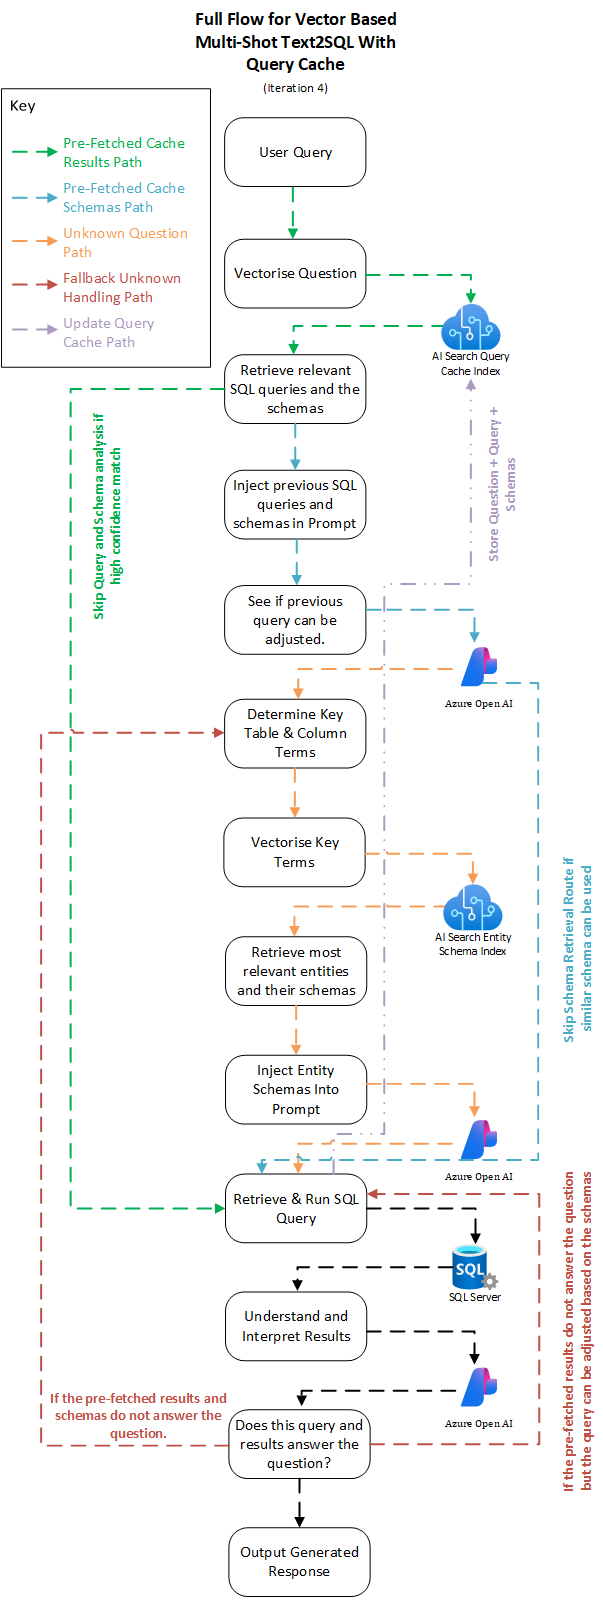 Full Flow for Vector Based
Multi-Shot Text2SQL With
Query Cache
(Iteration 4)
Key
Pre-Fetched Cache
Results Path
Pre-Fetched Cache
Schemas Path
Unknown Question
Path
Fallback Unknown
Handling Path
Update Query
Cache Path
User Query
Vectorise Question
AI Search Query
Cache Index
Retrieve relevant
SQL queries and the
schemas
Skip Query and Schema analysis if
high confidence match
Store Question + Query +
Schemas
Inject previous SQL
queries and
schemas in Prompt
See if previous
query can be
adjusted.
Azure Open AI
Determine Key
Table & Column
Terms
Vectorise Key
Terms
AI Search Entity
Schema Index
Skip Schema Retrieval Route if
similar schema can be used
Retrieve most
relevant entities
and their schemas
Inject Entity
Schemas Into
Prompt
Azure Open AI
Retrieve & Run SQL
Query
SQL
SQL Server
Understand and
Interpret Results
Azure Open AI
If the pre-fetched results do not answer the question
but the query can be adjusted based on the schemas
If the pre-fetched results and
schemas do not answer the
question.
Does this query and
results answer the
question?
Output Generated
Response